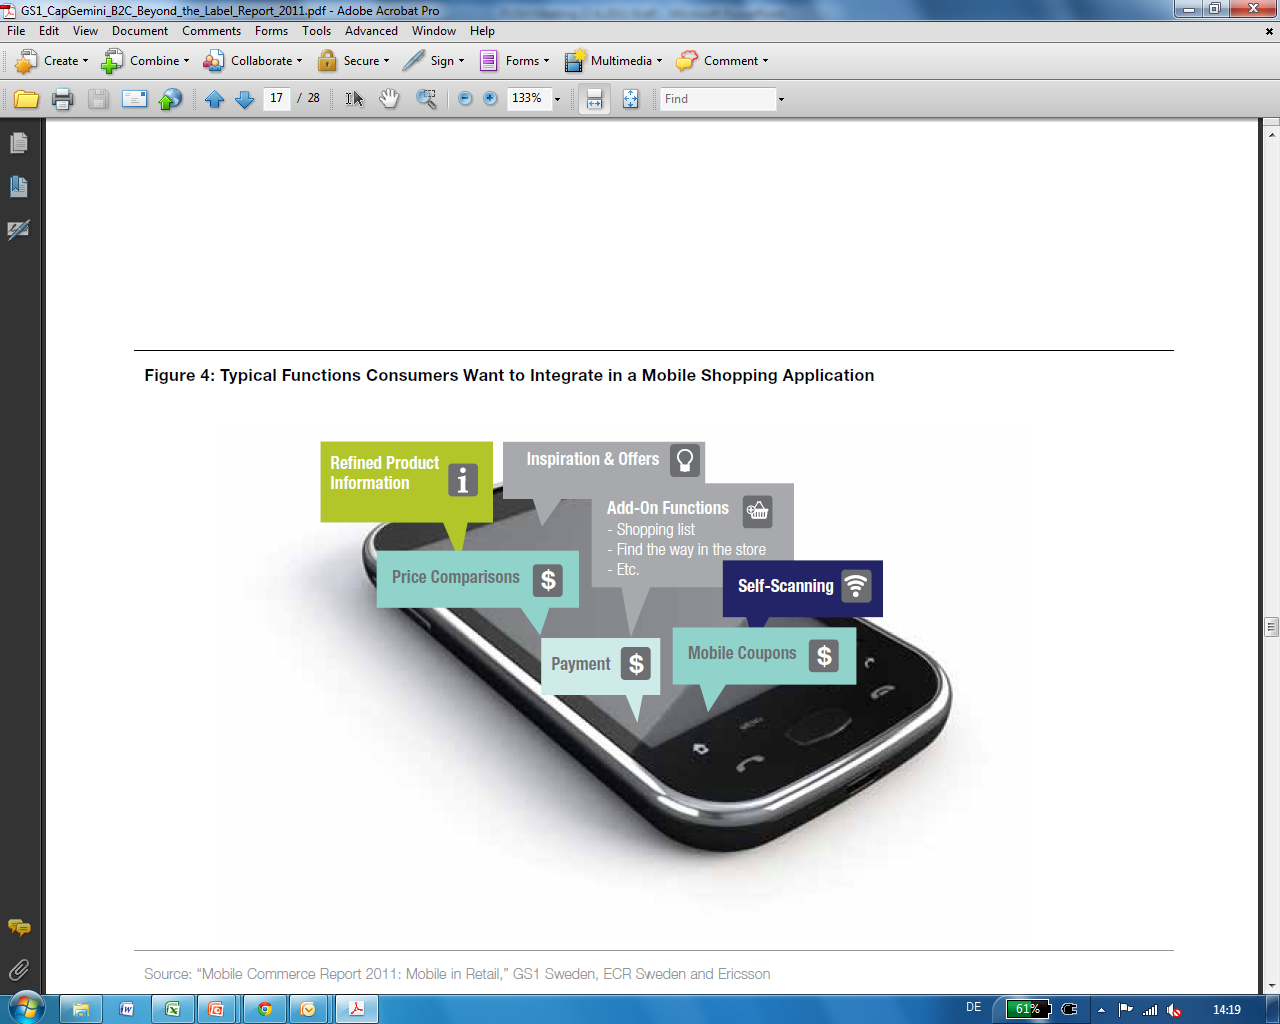 GS1_CapGemini_B2C_Beyond_the_Label_Report_2011.pdf - Adobe Acrobat Pro
File Edit View Document Comments Forms Tools Advanced Window Help
Create Combine Collaborate Secure Sign Forms Multimedia Comment
17 / 28 133% Find
Figure 4: Typical Functions Consumers Want to Integrate in a Mobile Shopping Application
Refined Product
Information
i
Inspiration & Offers
Add-On Functions
- Shopping list
- Find the way in the store
- Etc.
Price Comparisons $
Self-Scanning
Payment $
Mobile Coupons $
MENU
Source: “Mobile Commerce Report 2011: Mobile in Retail,” GS1 Sweden, ECR Sweden and Ericsson
DE 61% 14:19